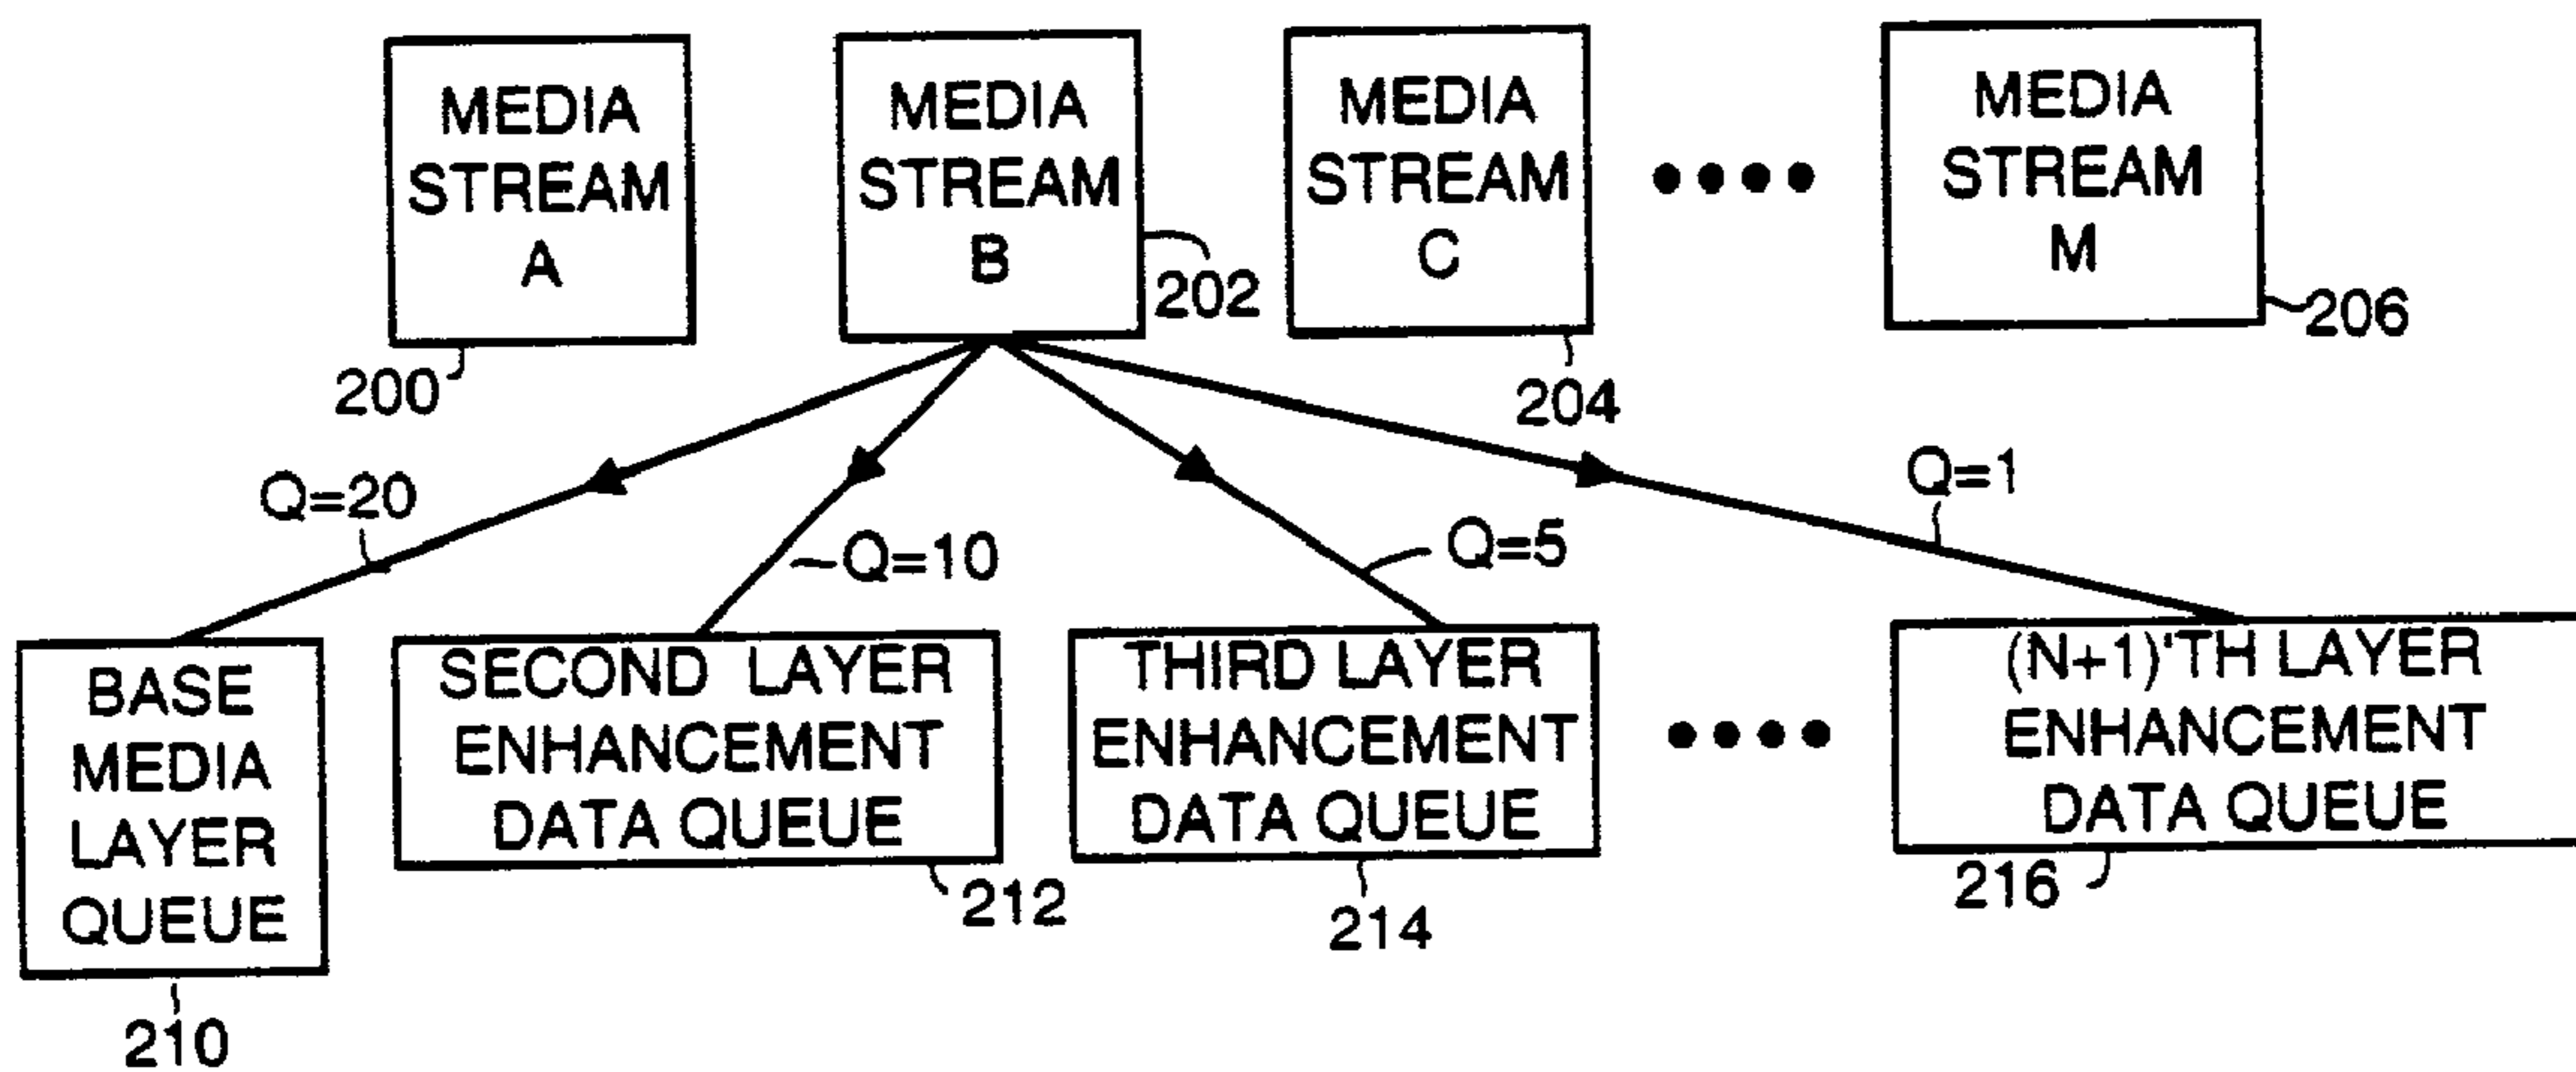 MEDIA
STREAM
A
200
MEDIA
STREAM
B
202
MEDIA
STREAM
C
204
MEDIA
STREAM
M
206
Q=20
Q=10
Q=5
Q=1
BASE
MEDIA
LAYER
QUEUE
210
SECOND LAYER
ENHANCEMENT
DATA QUEUE
212
THIRD LAYER
ENHANCEMENT
DATA QUEUE
214
(N+1)'TH LAYER
ENHANCEMENT
DATA QUEUE
216